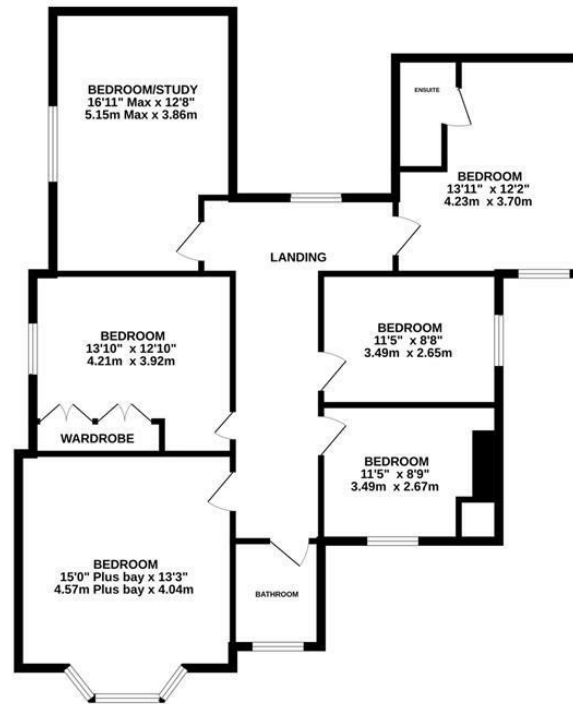 BEDROOM/STUDY
16'11" Max x 12'8"
5.15m Max x 3.86m
ENSUITE
BEDROOM
13'11" x 12'2"
4.23m x 3.70m
LANDING
BEDROOM
13'10" x 12'10"
4.21m x 3.92m
BEDROOM
11'5" x 8'8"
3.49m x 2.65m
WARDROBE
BEDROOM
11'5" x 8'9"
3.49m x 2.67m
BEDROOM
15'0" Plus bay x 13'3"
4.57m Plus bay x 4.04m
BATHROOM